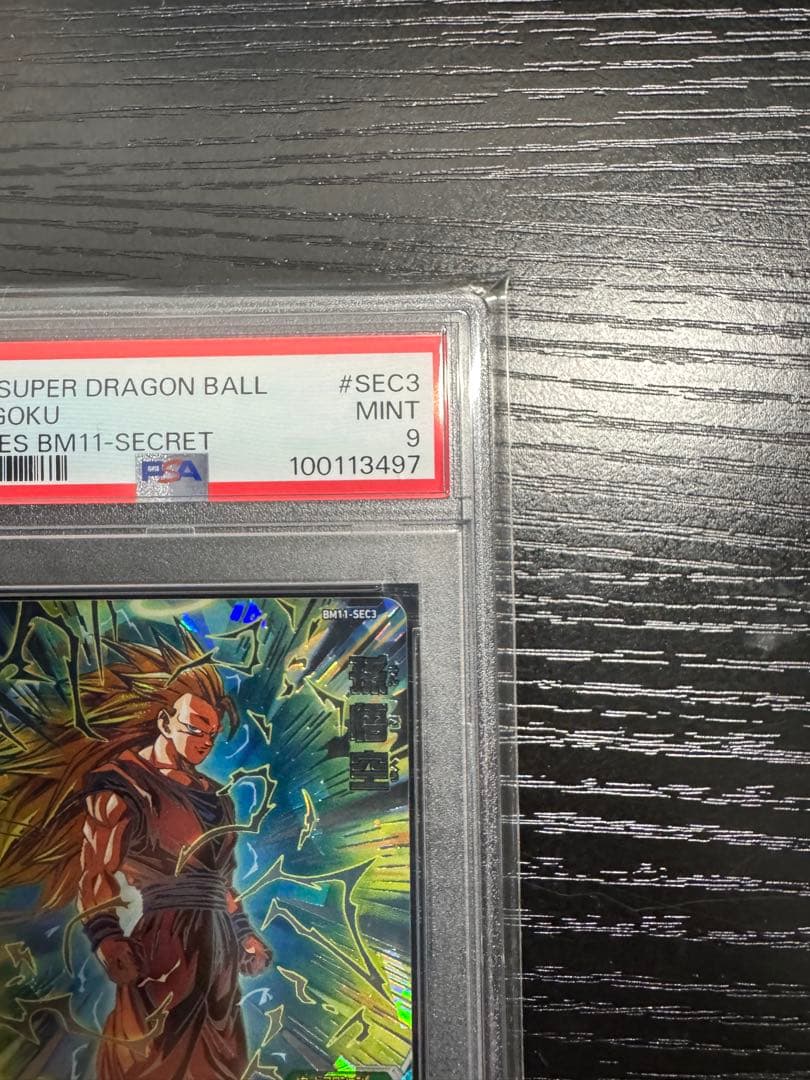 SUPER DRAGON BALL #SEC3
GOKU MINT
ES BM11-SECRET 9
PSA 100113497
BM11-SEC3
孫悟空